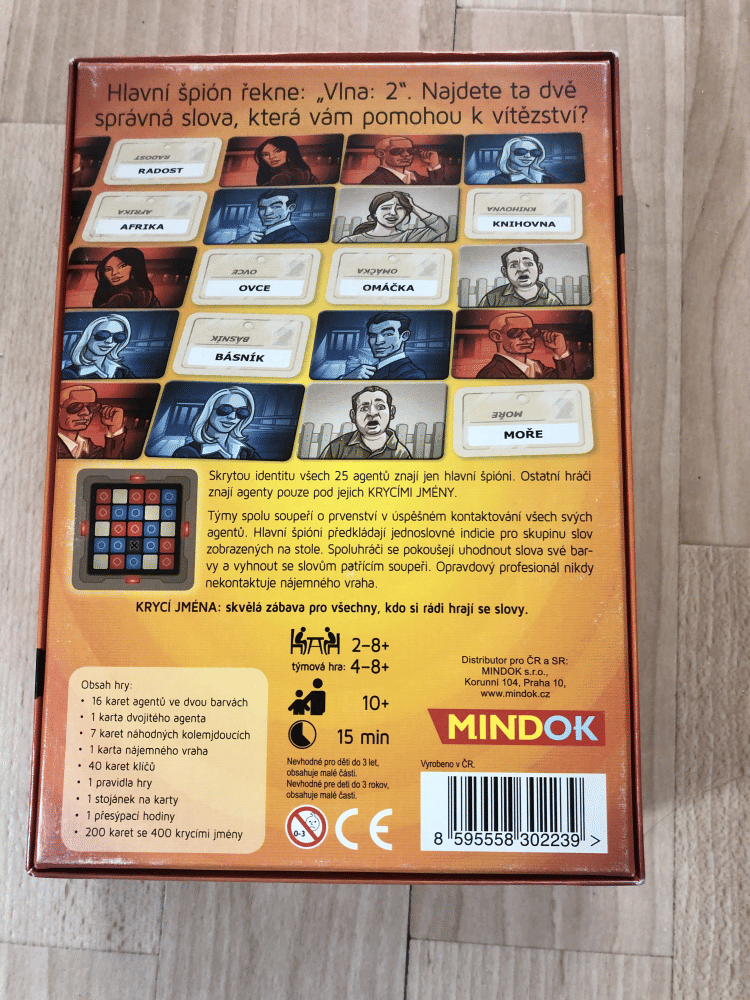 Hlavní špión řekne: „Vlna: 2“. Najdete ta dvě
správná slova, která vám pomohou k vítězství?
RADOST
RADOST
AFRIKA
AFRIKA
KNIHOVNA
KNIHOVNA
OVCE
OVCE
OMÁČKA
OMÁČKA
BÁSNÍK
BÁSNÍK
MOŘE
MOŘE
Skrytou identitu všech 25 agentů znají jen hlavní špióni. Ostatní hráči
znají agenty pouze pod jejich KRYCÍMI JMÉNY.
Týmy spolu soupeří o prvenství v úspěšném kontaktování všech svých
agentů. Hlavní špióni předkládají jednoslovné indicie pro skupinu slov
zobrazených na stole. Spoluhráči se pokoušejí uhodnout slova své bar-
vy a vyhnout se slovům patřícím soupeři. Opravdový profesionál nikdy
nekontaktuje nájemného vraha.
KRYCÍ JMÉNA: skvělá zábava pro všechny, kdo si rádi hrají se slovy.
2–8+
týmová hra: 4–8+
10+
15 min
Nevhodné pro děti do 3 let,
obsahuje malé části.
Nevhodné pre deti do 3 rokov,
obsahuje malé časti.
0-3
CE
Obsah hry:
• 16 karet agentů ve dvou barvách
• 1 karta dvojitého agenta
• 7 karet náhodných kolemjdoucích
• 1 karta nájemného vraha
• 40 karet klíčů
• 1 pravidla hry
• 1 stojánek na karty
• 1 přesýpací hodiny
• 200 karet se 400 krycími jmény
Distributor pro ČR a SR:
MINDOK s.r.o.,
Korunní 104, Praha 10,
www.mindok.cz
MINDOK
Vyrobeno v ČR.
8 595558 302239 >